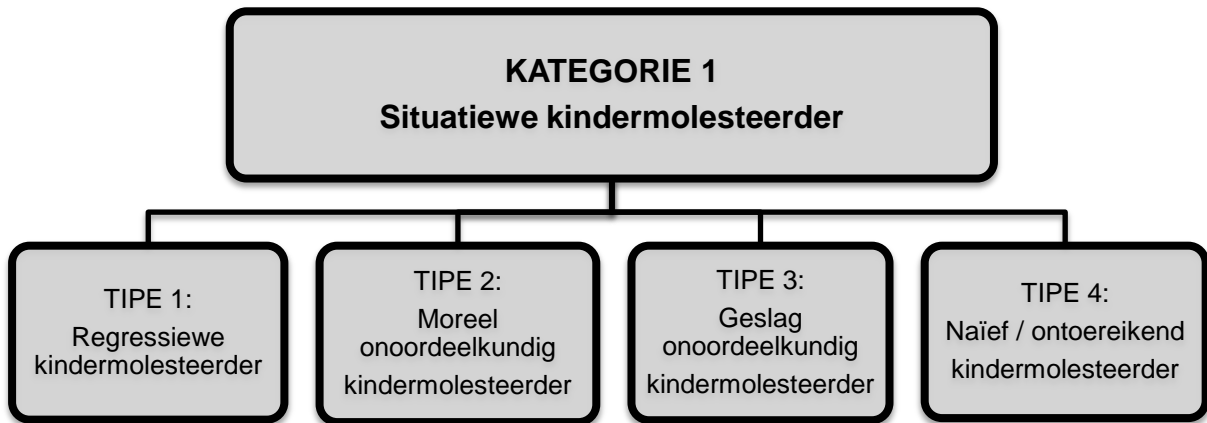 KATEGORIE 1
Situatiewe kindermolesteerder
TIPE 1:
Regressiewe
kindermolesteerder
TIPE 2:
Moreel
onoordeelkundig
kindermolesteerder
TIPE 3:
Geslag
onoordeelkundig
kindermolesteerder
TIPE 4:
Naïef / ontoereikend
kindermolesteerder